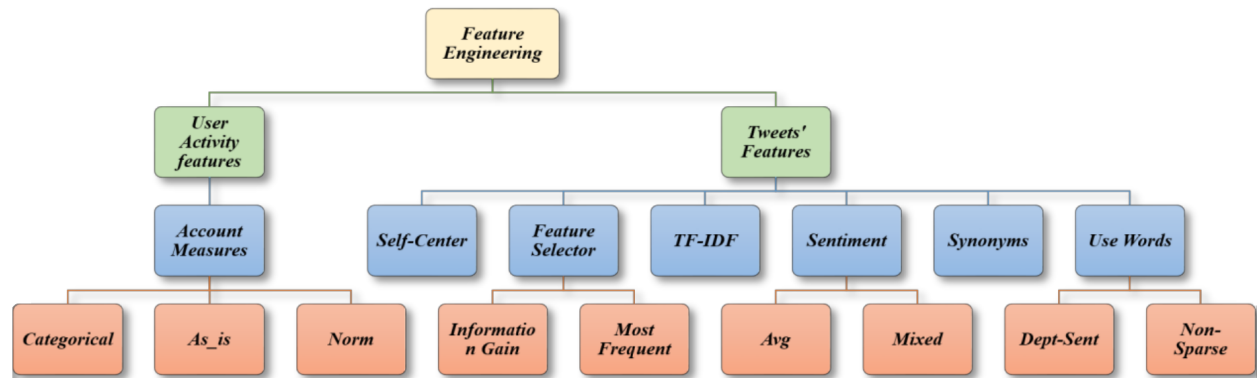 Feature
Engineering
User
Activity
features
Tweets'
Features
Account
Measures
Self-Center
Feature
Selector
TF-IDF
Sentiment
Synonyms
Use Words
Categorical
As_is
Norm
Informatio
n Gain
Most
Frequent
Avg
Mixed
Dept-Sent
Non-
Sparse